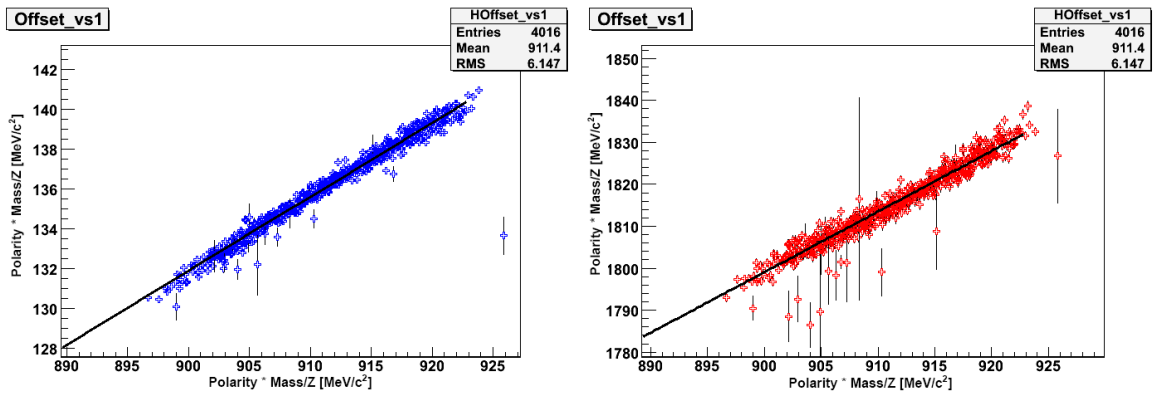 Offset_vs1
HOffset_vs1
Entries 4016
Mean 911.4
RMS 6.147
Polarity * Mass/Z [MeV/c²]
142
140
138
136
134
132
130
128
890 895 900 905 910 915 920 925
Polarity * Mass/Z [MeV/c²]
Offset_vs1
HOffset_vs1
Entries 4016
Mean 911.4
RMS 6.147
Polarity * Mass/Z [MeV/c²]
1850
1840
1830
1820
1810
1800
1790
1780
890 895 900 905 910 915 920 925
Polarity * Mass/Z [MeV/c²]